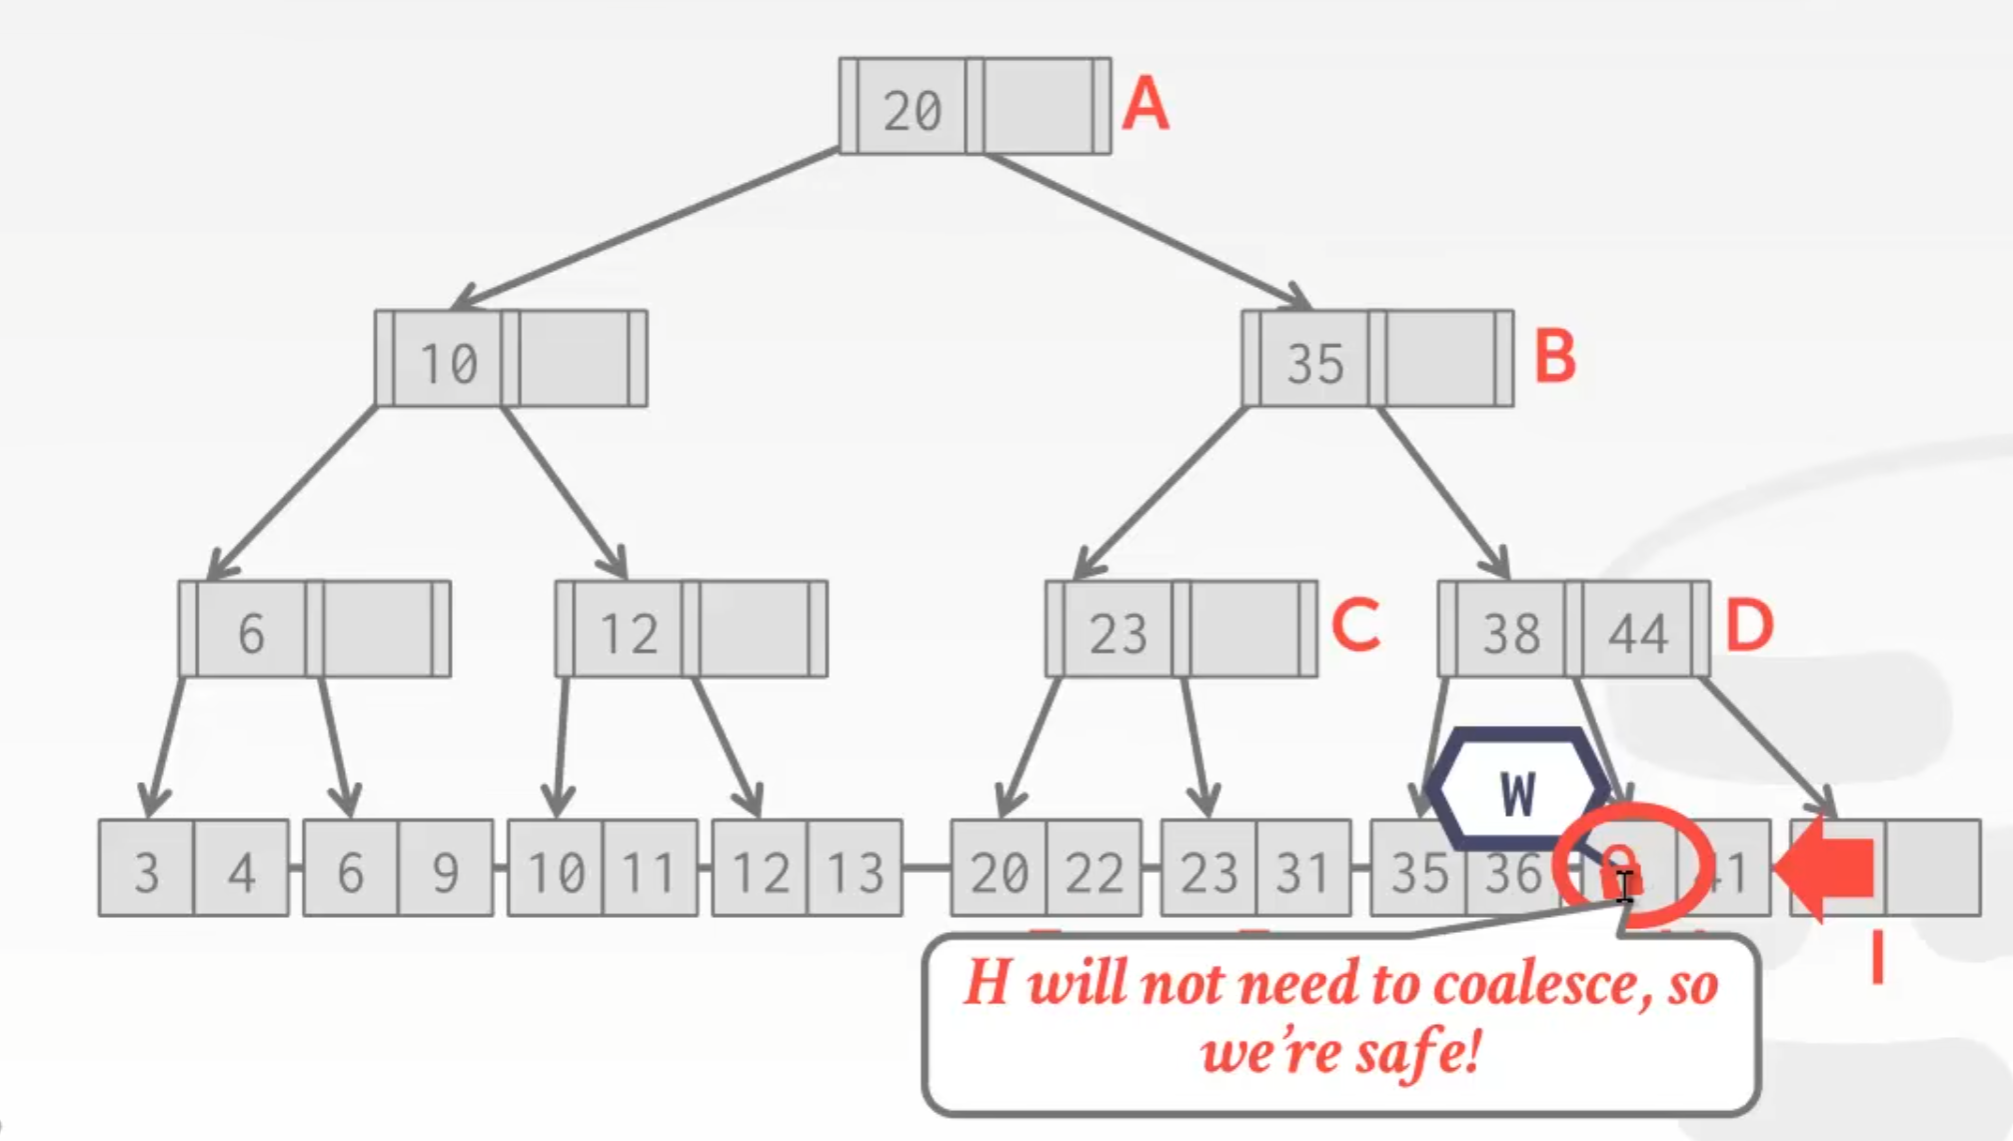 20 A
10 35 B
6 12 23 C 38 44 D
W
3 4 6 9 10 11 12 13 20 22 23 31 35 36 41
I
H will not need to coalesce, so
we're safe!